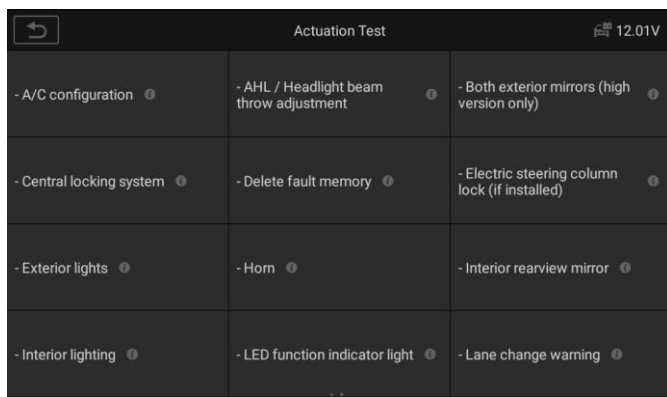 Actuation Test
12.01V
- A/C configuration
- AHL / Headlight beam
throw adjustment
- Both exterior mirrors (high
version only)
- Central locking system
- Delete fault memory
- Electric steering column
lock (if installed)
- Exterior lights
- Horn
- Interior rearview mirror
- Interior lighting
- LED function indicator light
- Lane change warning